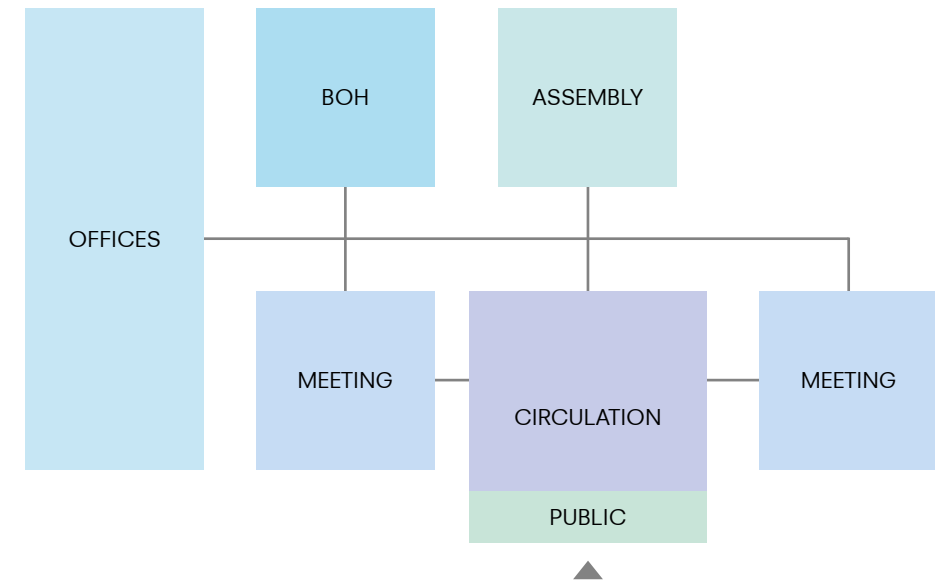 BOH
ASSEMBLY
OFFICES
MEETING
CIRCULATION
MEETING
PUBLIC